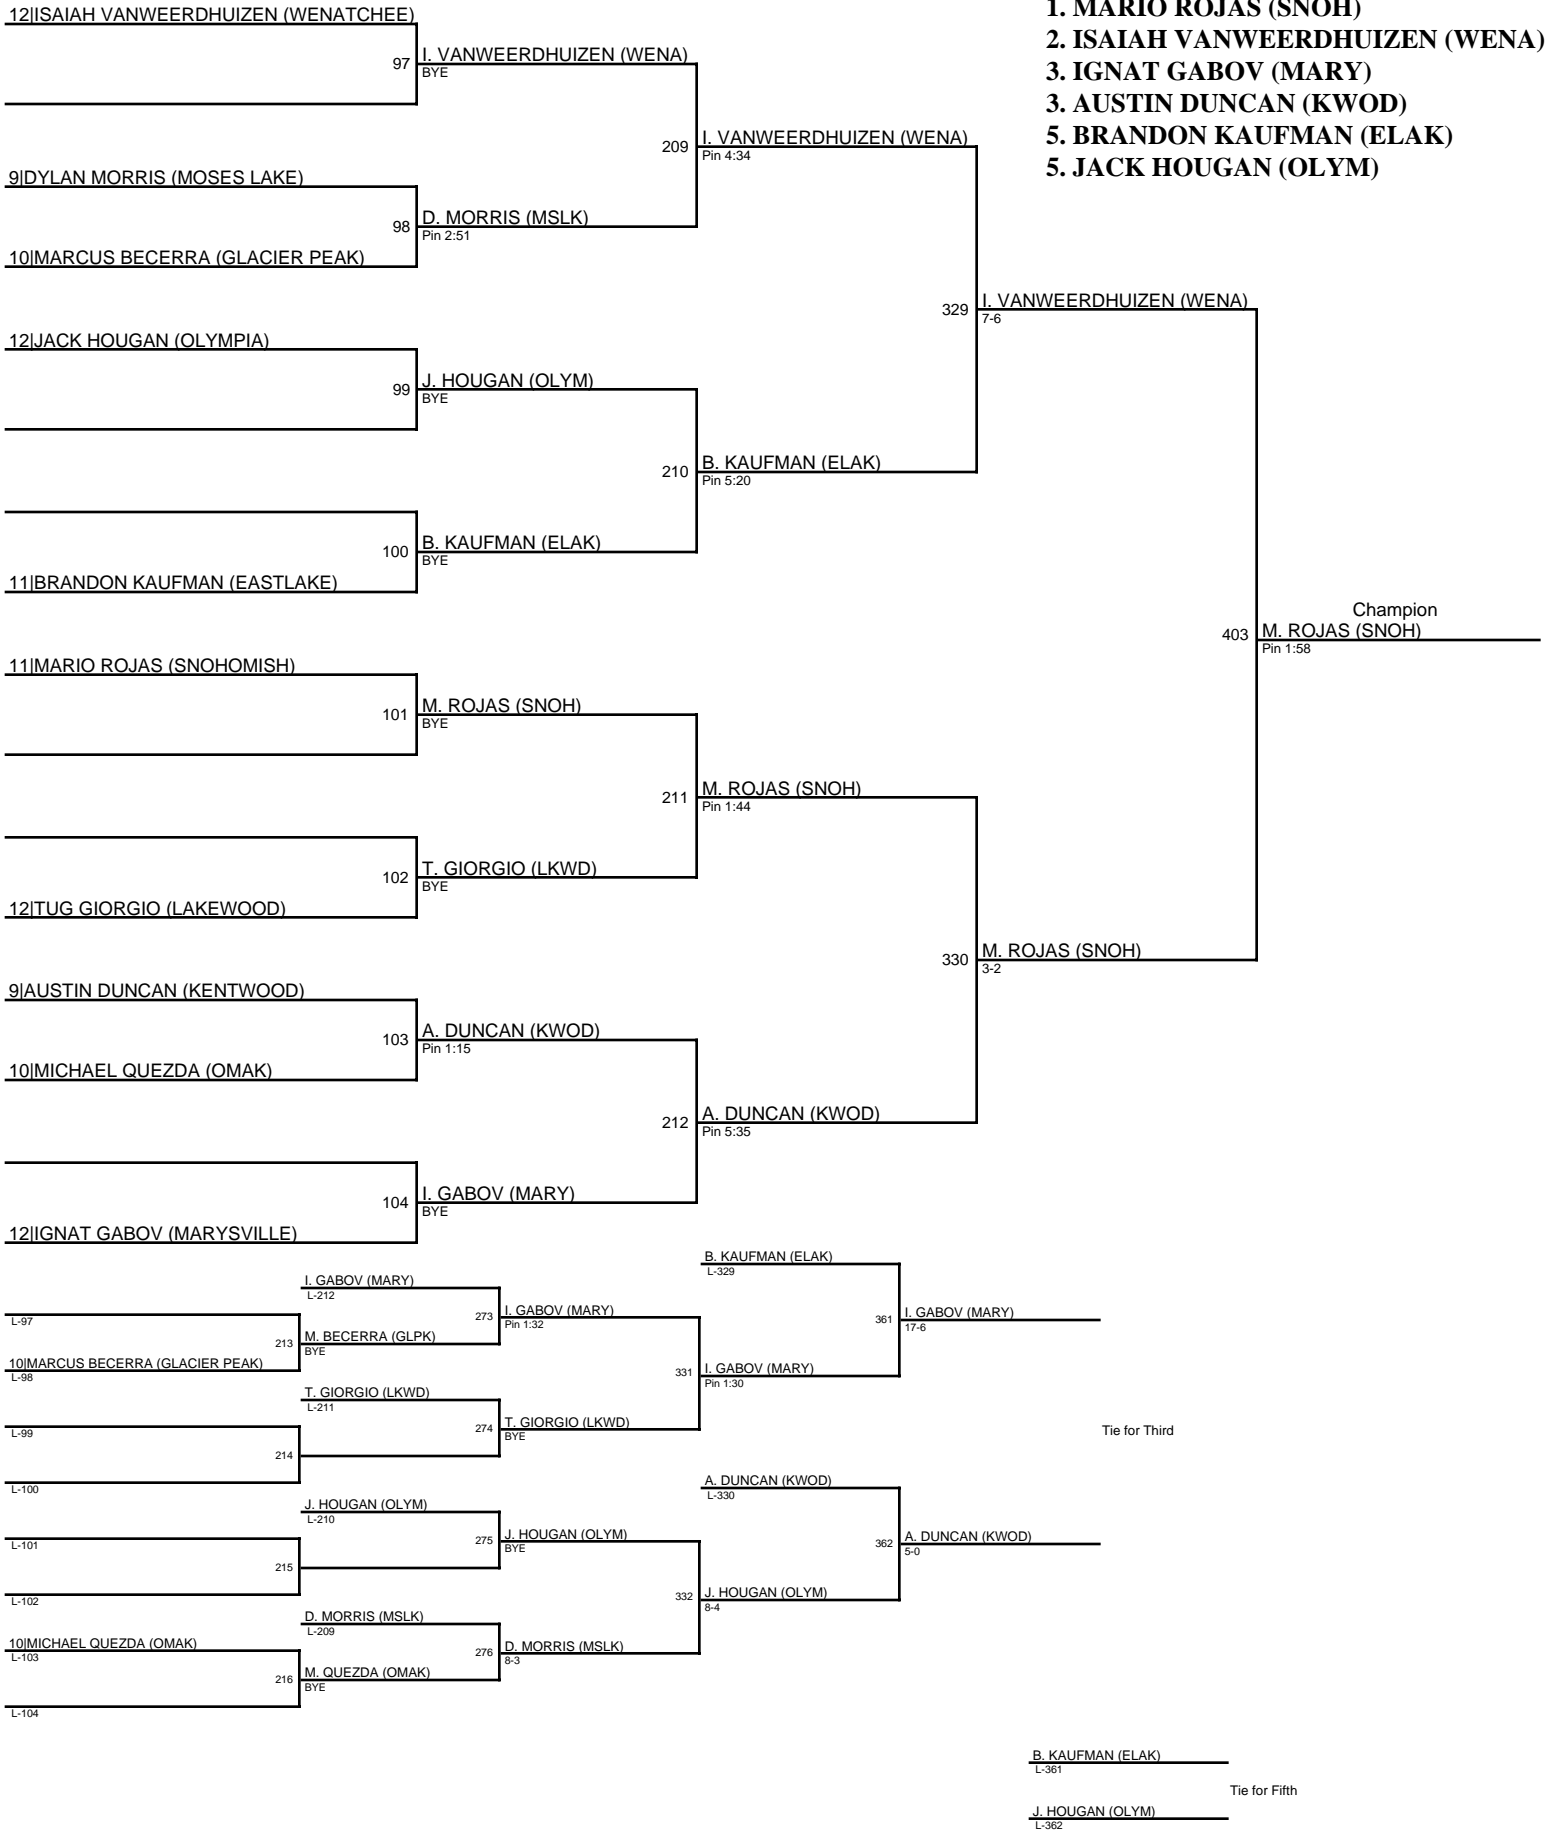 1. MARIO ROJAS (SNOH)
2. ISAIAH VANWEERDHUIZEN (WENA)
3. IGNAT GABOV (MARY)
3. AUSTIN DUNCAN (KWOD)
5. BRANDON KAUFMAN (ELAK)
5. JACK HOUGAN (OLYM)
12|ISAIAH VANWEERDHUIZEN (WENATCHEE)
9|DYLAN MORRIS (MOSES LAKE)
10|MARCUS BECERRA (GLACIER PEAK)
12|JACK HOUGAN (OLYMPIA)
11|BRANDON KAUFMAN (EASTLAKE)
11|MARIO ROJAS (SNOHOMISH)
12|TUG GIORGIO (LAKEWOOD)
9|AUSTIN DUNCAN (KENTWOOD)
10|MICHAEL QUEZDA (OMAK)
12|IGNAT GABOV (MARYSVILLE)
97
I. VANWEERDHUIZEN (WENA)
BYE
98
D. MORRIS (MSLK)
Pin 2:51
99
J. HOUGAN (OLYM)
BYE
100
B. KAUFMAN (ELAK)
BYE
101
M. ROJAS (SNOH)
BYE
102
T. GIORGIO (LKWD)
BYE
103
A. DUNCAN (KWOD)
Pin 1:15
104
I. GABOV (MARY)
BYE
209
I. VANWEERDHUIZEN (WENA)
Pin 4:34
210
B. KAUFMAN (ELAK)
Pin 5:20
211
M. ROJAS (SNOH)
Pin 1:44
212
A. DUNCAN (KWOD)
Pin 5:35
329
I. VANWEERDHUIZEN (WENA)
7-6
330
M. ROJAS (SNOH)
3-2
Champion
403
M. ROJAS (SNOH)
Pin 1:58
L-97
10|MARCUS BECERRA (GLACIER PEAK)
L-98
L-99
L-100
L-101
L-102
10|MICHAEL QUEZDA (OMAK)
L-103
L-104
I. GABOV (MARY)
L-212
213
M. BECERRA (GLPK)
BYE
T. GIORGIO (LKWD)
L-211
214
J. HOUGAN (OLYM)
L-210
215
D. MORRIS (MSLK)
L-209
216
M. QUEZDA (OMAK)
BYE
273
I. GABOV (MARY)
Pin 1:32
274
T. GIORGIO (LKWD)
BYE
275
J. HOUGAN (OLYM)
BYE
276
D. MORRIS (MSLK)
8-3
B. KAUFMAN (ELAK)
L-329
331
I. GABOV (MARY)
Pin 1:30
A. DUNCAN (KWOD)
L-330
332
J. HOUGAN (OLYM)
8-4
361
I. GABOV (MARY)
17-6
Tie for Third
362
A. DUNCAN (KWOD)
5-0
B. KAUFMAN (ELAK)
L-361
Tie for Fifth
J. HOUGAN (OLYM)
L-362